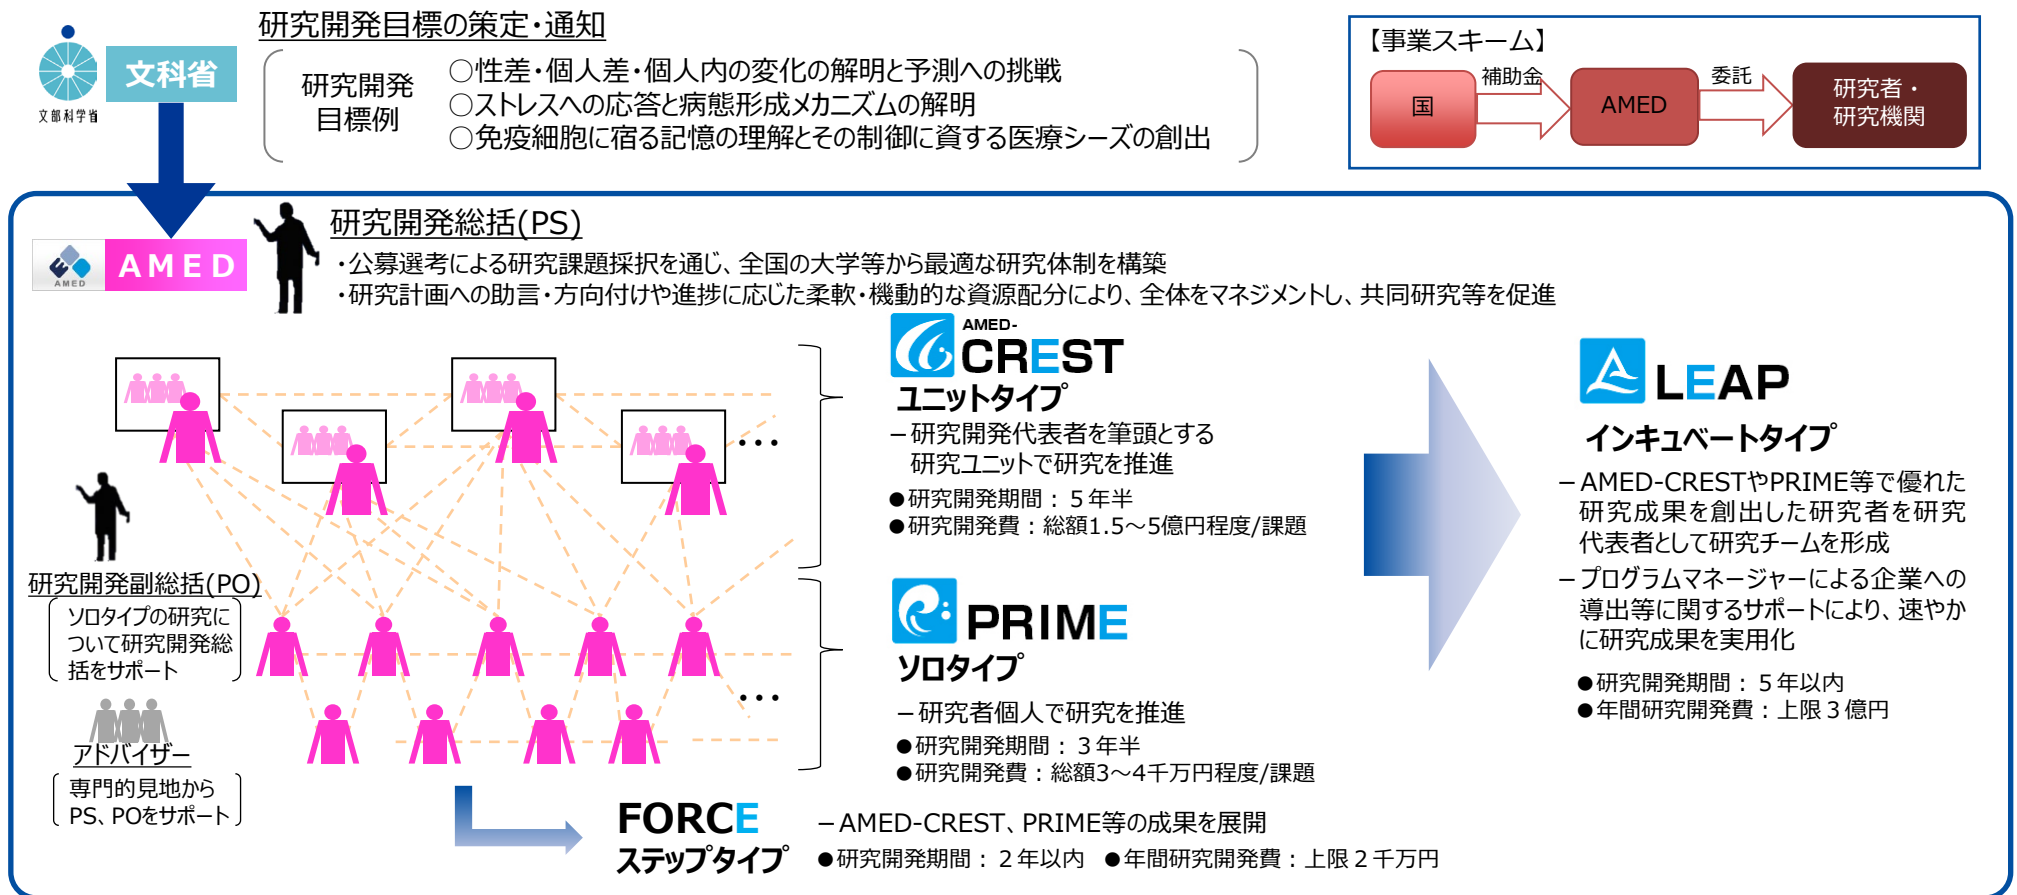 研究開発目標の策定・通知
文科省
文部科学省
研究開発
目標例
○性差・個人差・個人内の変化の解明と予測への挑戦
○ストレスへの応答と病態形成メカニズムの解明
○免疫細胞に宿る記憶の理解とその制御に資する医療シーズの創出
【事業スキーム】
国
補助金
AMED
委託
研究者・
研究機関
AMED
AMED
研究開発総括(PS)
・公募選考による研究課題採択を通じ、全国の大学等から最適な研究体制を構築
・研究計画への助言・方向付けや進捗に応じた柔軟・機動的な資源配分により、全体をマネジメントし、共同研究等を促進
…
…
研究開発副総括(PO)
ソロタイプの研究に
ついて研究開発総
括をサポート
アドバイザー
専門的見地から
PS、POをサポート
AMED-
CREST
ユニットタイプ
－研究開発代表者を筆頭とする
研究ユニットで研究を推進
●研究開発期間：５年半
●研究開発費：総額1.5～5億円程度/課題
PRIME
ソロタイプ
－研究者個人で研究を推進
●研究開発期間：３年半
●研究開発費：総額3～4千万円程度/課題
FORCE
ステップタイプ
－AMED-CREST、PRIME等の成果を展開
●研究開発期間：２年以内 ●年間研究開発費：上限２千万円
LEAP
インキュベートタイプ
－AMED-CRESTやPRIME等で優れた
研究成果を創出した研究者を研究
代表者として研究チームを形成
－プログラムマネージャーによる企業への
導出等に関するサポートにより、速やか
に研究成果を実用化
●研究開発期間：５年以内
●年間研究開発費：上限３億円